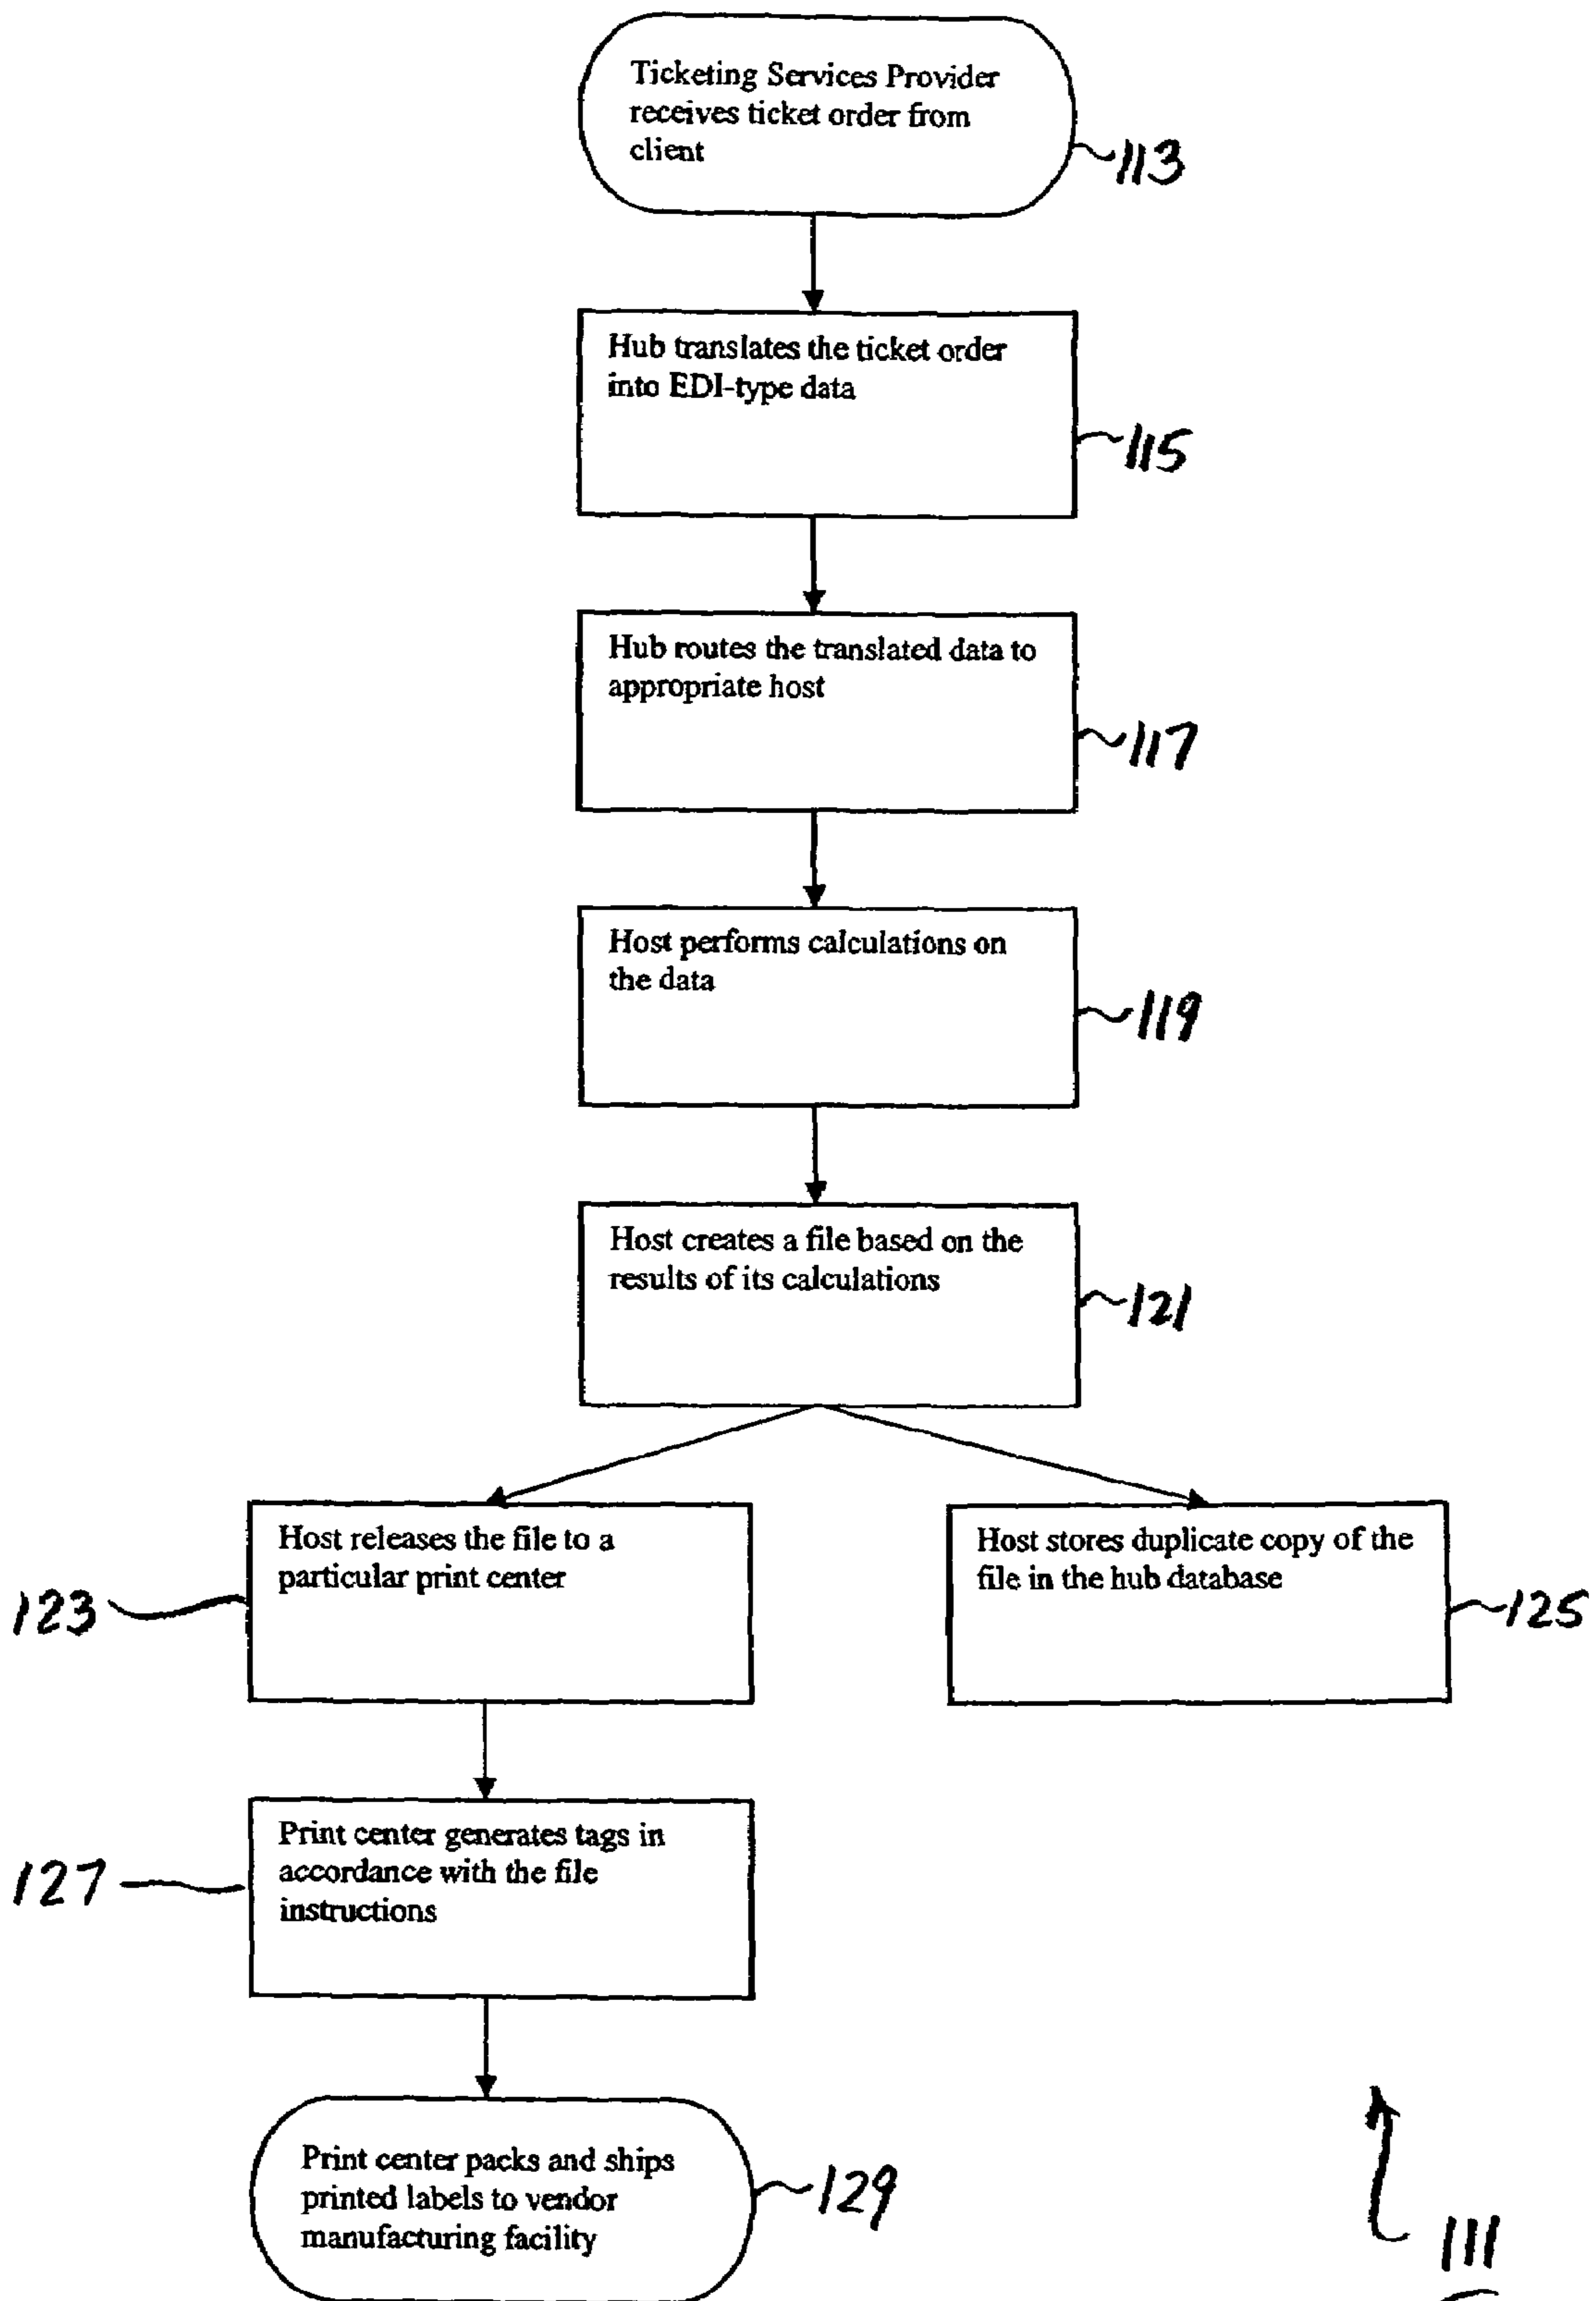 Ticketing Services Provider
receives ticket order from
client
113
Hub translates the ticket order
into EDI-type data
115
Hub routes the translated data to
appropriate host
117
Host performs calculations on
the data
119
Host creates a file based on the
results of its calculations
121
Host releases the file to a
particular print center
123
Host stores duplicate copy of the
file in the hub database
125
Print center generates tags in
accordance with the file
instructions
127
Print center packs and ships
printed labels to vendor
manufacturing facility
129
111